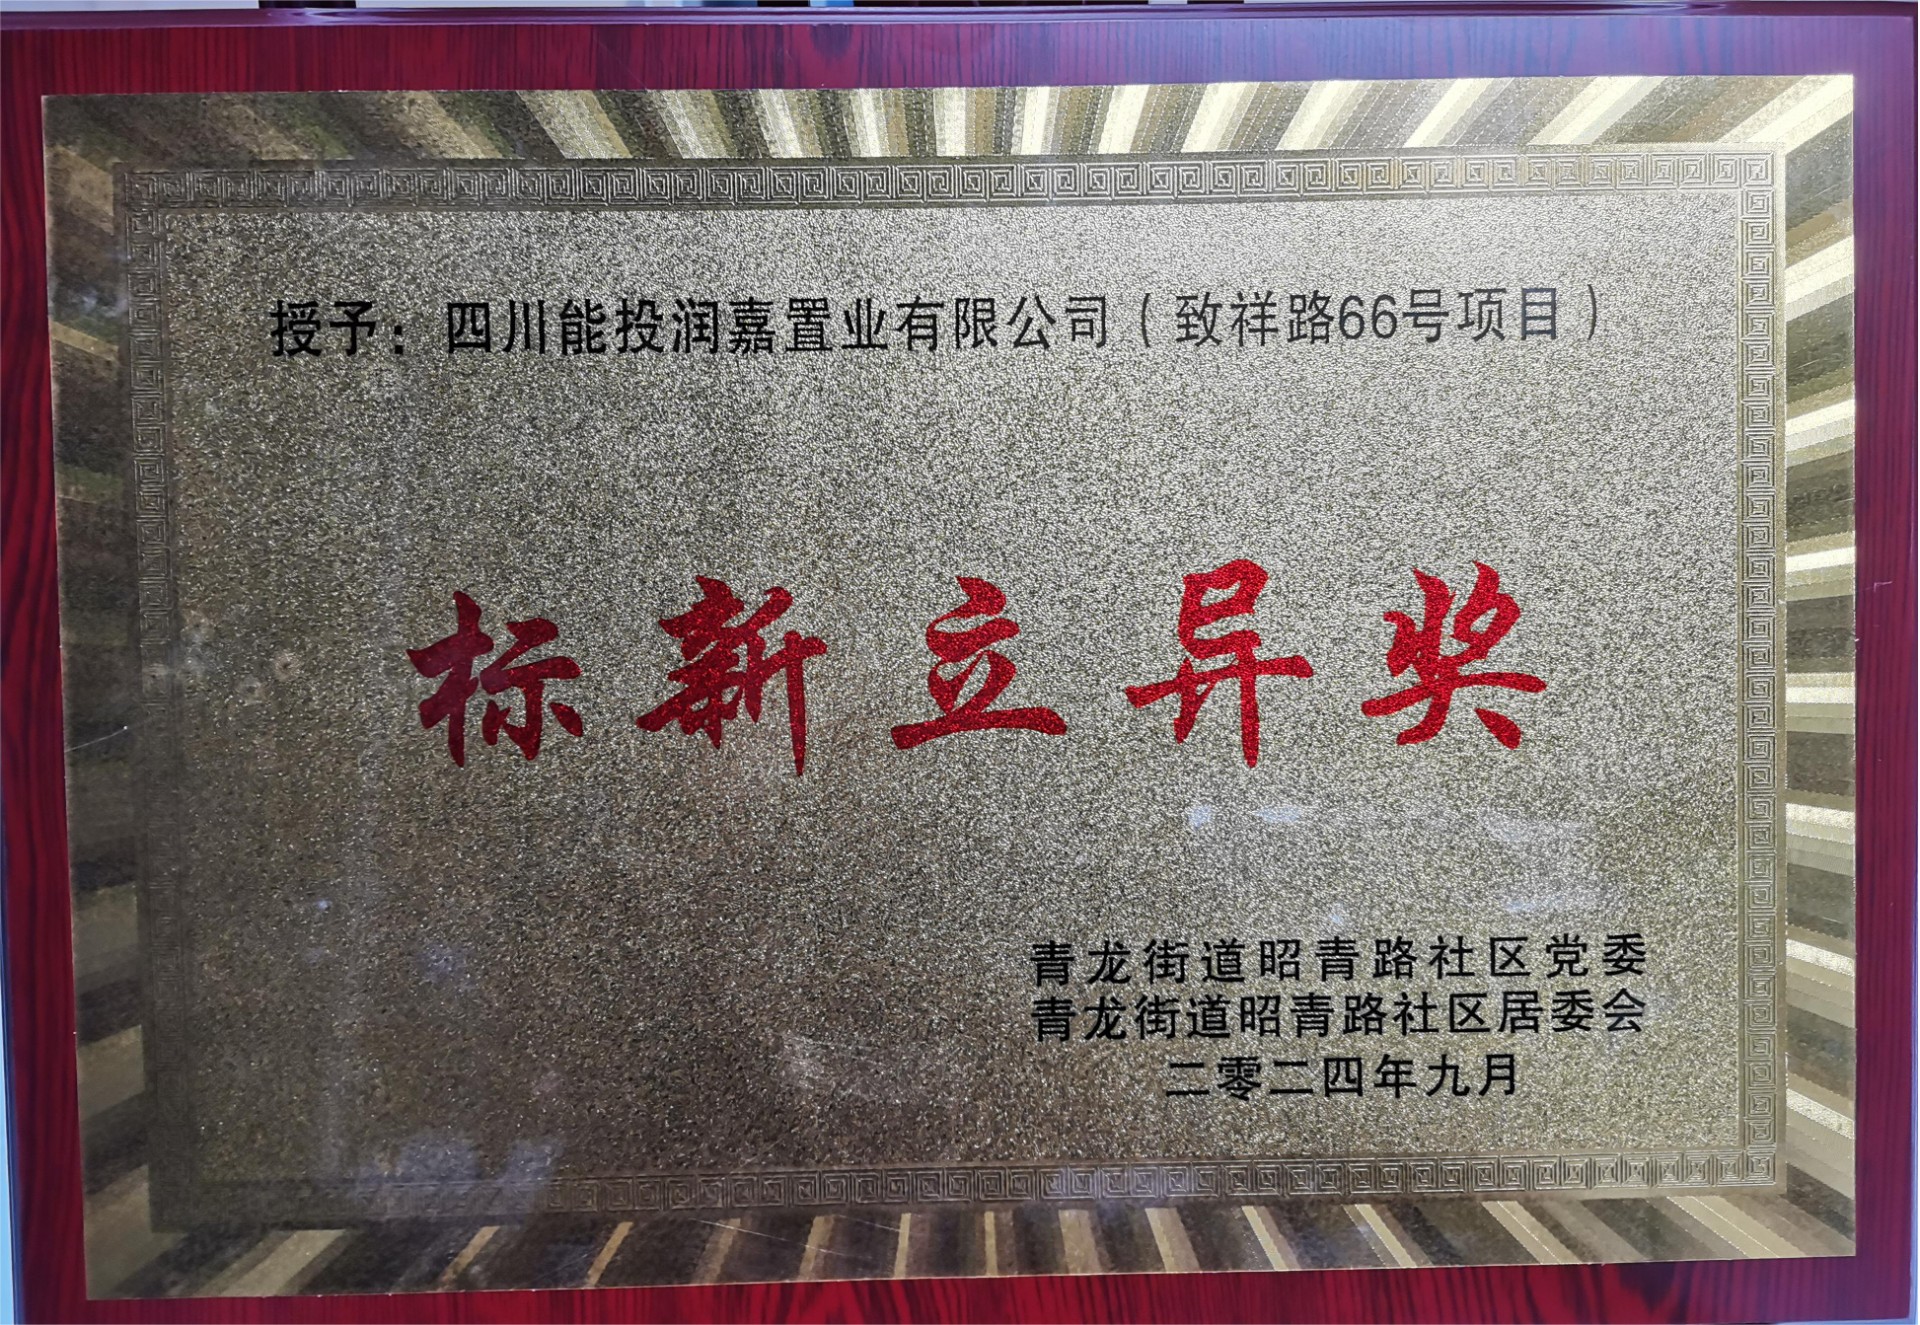 授予：四川能投润嘉置业有限公司（致祥路66号项目）
标新立异奖
青龙街道昭青路社区党委
青龙街道昭青路社区居委会
二零二四年九月